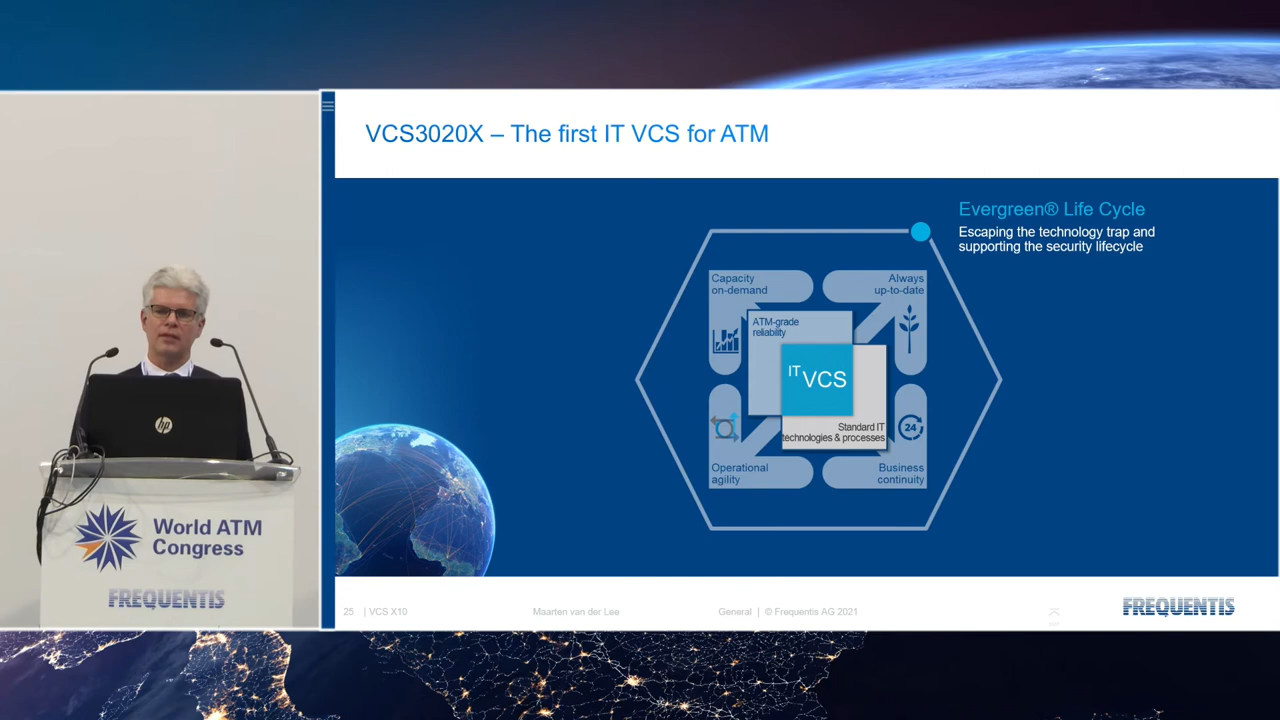 VCS3020X – The first IT VCS for ATM
Evergreen® Life Cycle
Escaping the technology trap and
supporting the security lifecycle
Capacity
on-demand
Always
up-to-date
ATM-grade
reliability
IT VCS
24
Standard IT
technologies & processes
Operational
agility
Business
continuity
hp
World ATM
Congress
FREQUENTIS
25 | VCS X10
Maarten van der Lee
General | © Frequentis AG 2021
FREQUENTIS